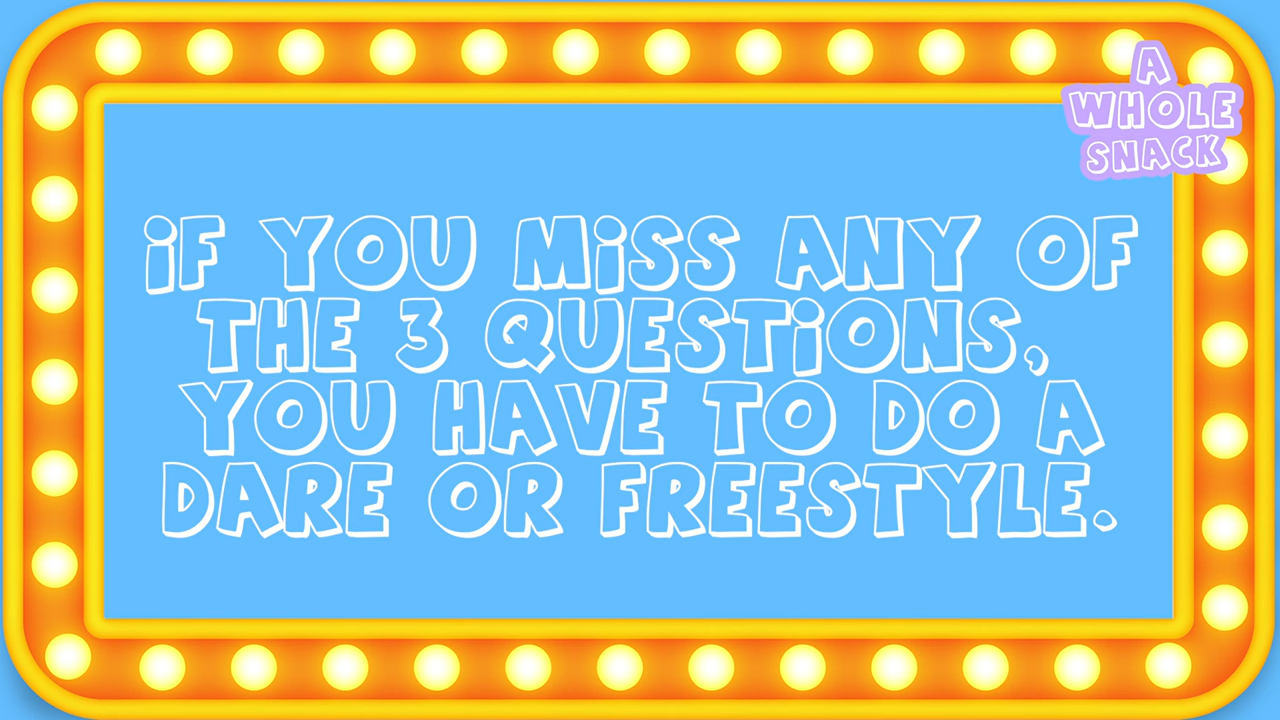 A
WHOLE
SNACK
iF YOU MiSS ANY OF
THE 3 QUESTiONS,
YOU HAVE TO DO A
DARE OR FREESTYLE.